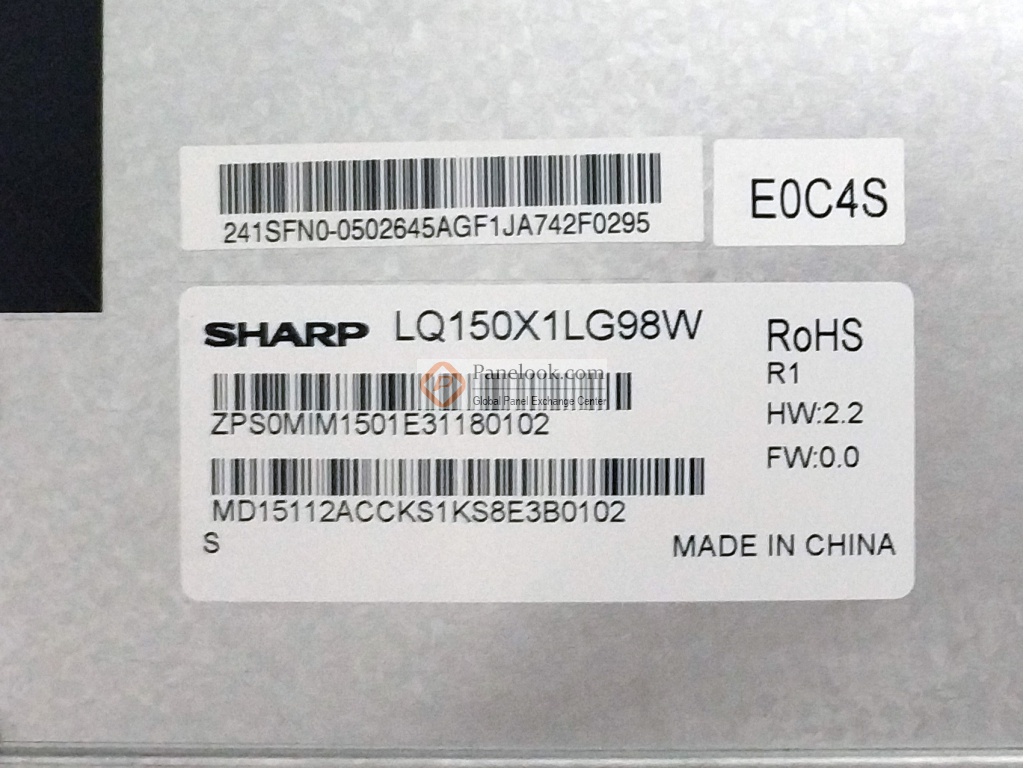 241SFN0-0502645AGF1JA742F0295
E0C4S
SHARP LQ150X1LG98W
RoHS
R1
Panelook.com
Global Panel Exchange Center
ZPS0MIM1501E31180102
HW:2.2
FW:0.0
MD15112ACCKS1KS8E3B0102
S
MADE IN CHINA